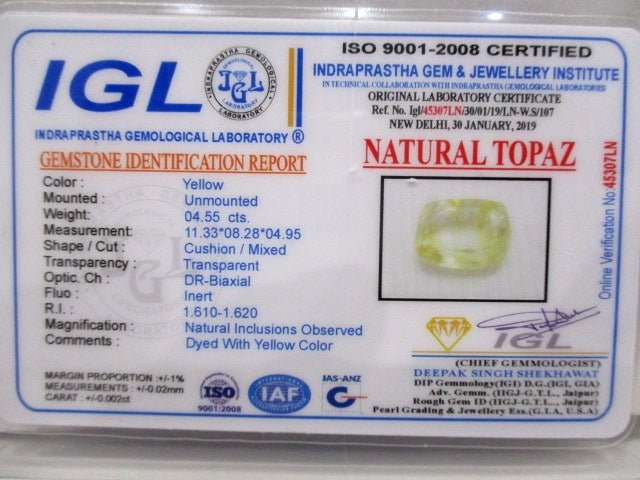 ISO 9001-2008 CERTIFIED
IGL
INDRAPRASTHA GEMOLOGICAL
JGL
LABORATORY
INDRAPRASTHA GEMOLOGICAL LABORATORY ®
INDRAPRASTHA GEM & JEWELLERY INSTITUTE
IN TECHNICAL COLLABORATION WITH INDRAPRASTHA GEMOLOGICAL LABORATORIES
ORIGINAL LABORATORY CERTIFICATE
Ref. No. Igl/45307LN/30/01/19/LN-W.S/107
NEW DELHI, 30 JANUARY, 2019
GEMSTONE IDENTIFICATION REPORT
Color : Yellow
Mounted : Unmounted
Weight: 04.55 cts.
Measurement: 11.33*08.28*04.95
Shape / Cut : Cushion / Mixed
Transparency : Transparent
Optic. Ch : DR-Biaxial
Fluo : Inert
R.I. : 1.610-1.620
Magnification : Natural Inclusions Observed
Comments : Dyed With Yellow Color
NATURAL TOPAZ
Online Verification No:45307LN
IGL
(CHIEF GEMMOLOGIST)
DEEPAK SINGH SHEKHAWAT
DIP Gemmology(IGI) D.G.(IGL, GIA)
Adv. Gemm. (IIGJ-G.T.L., Jaipur)
Rough Gem ID (IIGJ-G.T.L., Jaipur)
Pearl Grading & Jewellery Ess.(G.I.A, U.S.A)
MARGIN PROPORTION :+/-1%
MEASUREMENTS : +/-0.02mm
CARAT : +/-0.002ct
ISO
9001:2008
IAF
JAS-ANZ